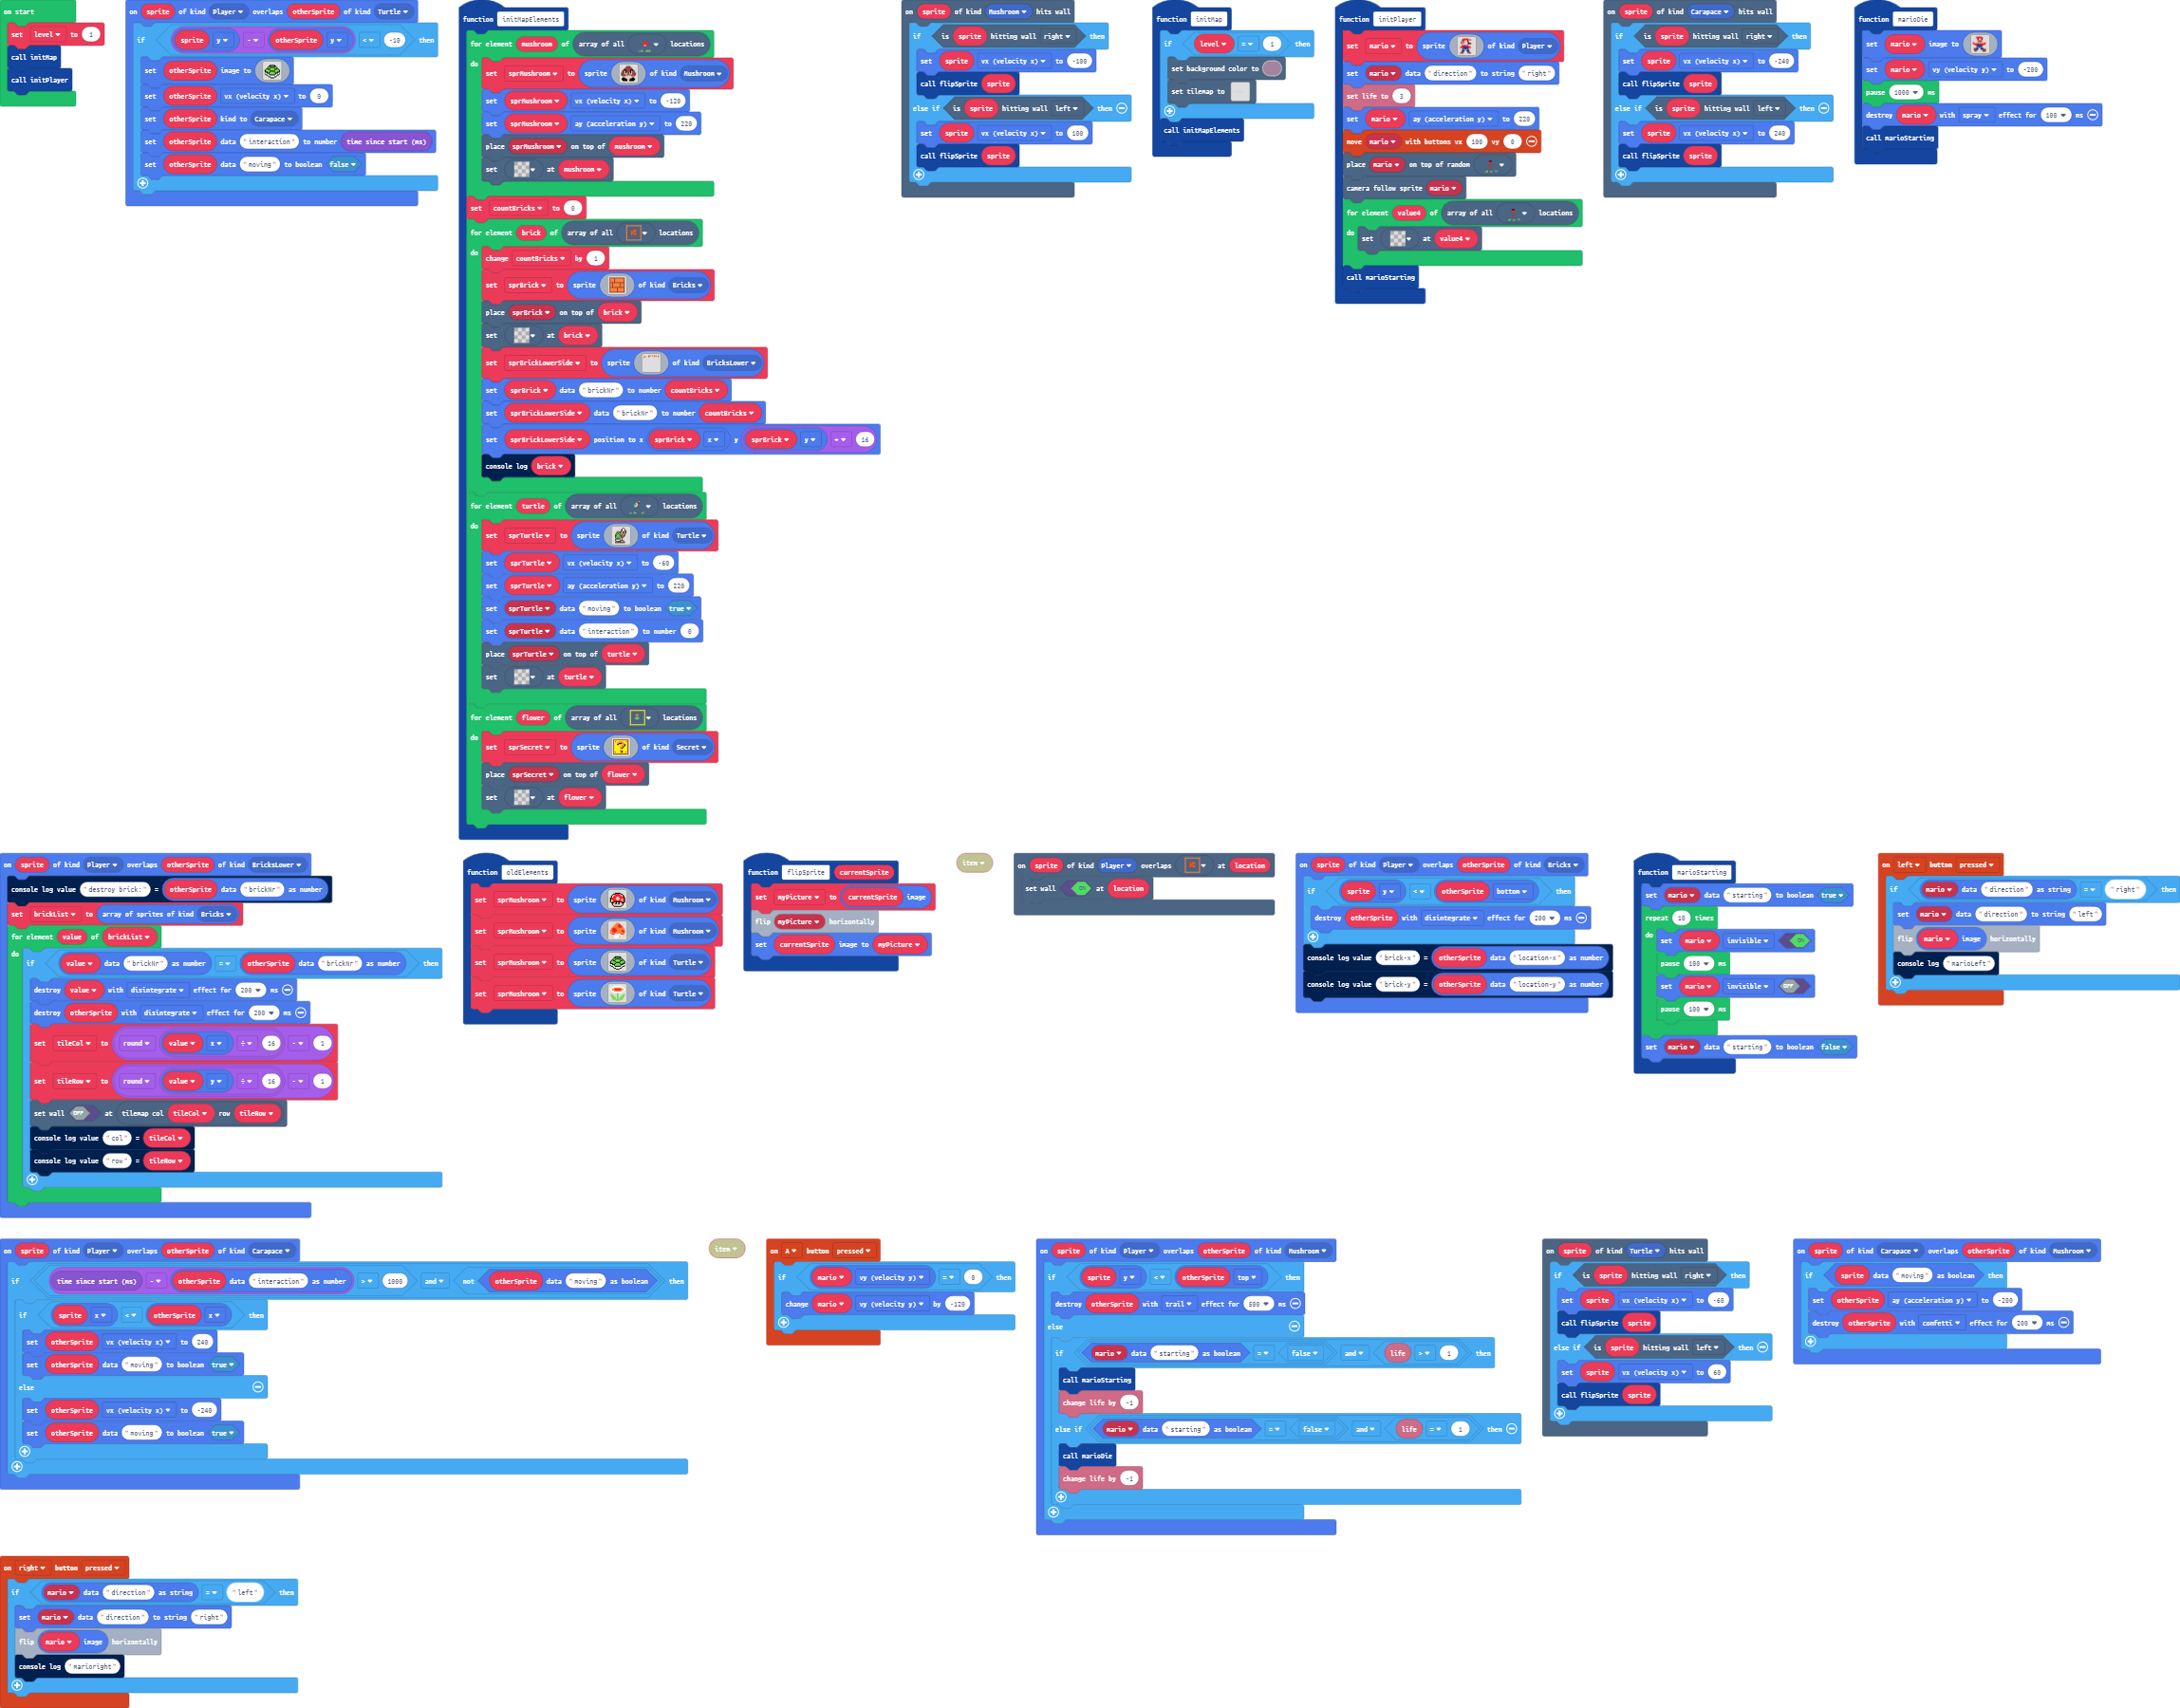 on start
set level to 1
call initMap
call initPlayer
on sprite of kind Player overlaps otherSprite of kind Turtle
if sprite y - otherSprite y < -10 then
set otherSprite image to
set otherSprite vx (velocity x) to 0
set otherSprite kind to Carapace
set otherSprite data "interaction" to number time since start (ms)
set otherSprite data "moving" to boolean false
function initMapElements
for element mushroom of array of all locations
do set sprMushroom to sprite of kind Mushroom
set sprMushroom vx (velocity x) to -120
set sprMushroom ay (acceleration y) to 220
place sprMushroom on top of mushroom
set at mushroom
set countBricks to 0
for element brick of array of all locations
do change countBricks by 1
set sprBrick to sprite of kind Bricks
place sprBrick on top of brick
set at brick
set sprBrickLowerSide to sprite of kind BricksLower
set sprBrick data "brickNr" to number countBricks
set sprBrickLowerSide data "brickNr" to number countBricks
set sprBrickLowerSide position to x sprBrick x y sprBrick y + 16
console log brick
for element turtle of array of all locations
do set sprTurtle to sprite of kind Turtle
set sprTurtle vx (velocity x) to -60
set sprTurtle ay (acceleration y) to 220
set sprTurtle data "moving" to boolean true
set sprTurtle data "interaction" to number 0
place sprTurtle on top of turtle
set at turtle
for element flower of array of all locations
do set sprSecret to sprite of kind Secret
place sprSecret on top of flower
set at flower
on sprite of kind Mushroom hits wall
if is sprite hitting wall right then
set sprite vx (velocity x) to -100
call flipSprite sprite
else if is sprite hitting wall left then
set sprite vx (velocity x) to 100
call flipSprite sprite
function initMap
if level = 1 then
set background color to
set tilemap to
call initMapElements
function initPlayer
set mario to sprite of kind Player
set mario data "direction" to string "right"
set life to 3
set mario ay (acceleration y) to 220
move mario with buttons vx 100 vy 0
place mario on top of random
camera follow sprite mario
for element value4 of array of all locations
do set at value4
call marioStarting
on sprite of kind Carapace hits wall
if is sprite hitting wall right then
set sprite vx (velocity x) to -240
call flipSprite sprite
else if is sprite hitting wall left then
set sprite vx (velocity x) to 240
call flipSprite sprite
function marioDie
set mario image to
set mario vy (velocity y) to -200
pause 1000 ms
destroy mario with spray effect for 100 ms
call marioStarting
on sprite of kind Player overlaps otherSprite of kind BricksLower
console log value "destroy brick:" = otherSprite data "brickNr" as number
set brickList to array of sprites of kind Bricks
for element value of brickList
do if value data "brickNr" as number = otherSprite data "brickNr" as number then
destroy value with disintegrate effect for 200 ms
destroy otherSprite with disintegrate effect for 200 ms
set tileCol to round value x ÷ 16 - 1
set tileRow to round value y ÷ 16 - 1
set wall OFF at tilemap col tileCol row tileRow
console log value "col" = tileCol
console log value "row" = tileRow
function oldElements
set sprMushroom to sprite of kind Mushroom
set sprMushroom to sprite of kind Mushroom
set sprMushroom to sprite of kind Turtle
set sprMushroom to sprite of kind Turtle
function flipSprite currentSprite
set myPicture to currentSprite image
flip myPicture horizontally
set currentSprite image to myPicture
item
on sprite of kind Player overlaps at location
set wall ON at location
on sprite of kind Player overlaps otherSprite of kind Bricks
if sprite y < otherSprite bottom then
destroy otherSprite with disintegrate effect for 200 ms
console log value "brick-x" = otherSprite data "location-x" as number
console log value "brick-y" = otherSprite data "location-y" as number
function marioStarting
set mario data "starting" to boolean true
repeat 10 times
do set mario invisible ON
pause 100 ms
set mario invisible OFF
pause 100 ms
set mario data "starting" to boolean false
on left button pressed
if mario data "direction" as string = "right" then
set mario data "direction" to string "left"
flip mario image horizontally
console log "marioLeft"
on sprite of kind Player overlaps otherSprite of kind Carapace
if time since start (ms) - otherSprite data "interaction" as number > 1000 and not otherSprite data "moving" as boolean then
if sprite x < otherSprite x then
set otherSprite vx (velocity x) to 240
set otherSprite data "moving" to boolean true
else
set otherSprite vx (velocity x) to -240
set otherSprite data "moving" to boolean true
item
on A button pressed
if mario vy (velocity y) = 0 then
change mario vy (velocity y) by -120
on sprite of kind Player overlaps otherSprite of kind Mushroom
if sprite y < otherSprite top then
destroy otherSprite with trail effect for 500 ms
else
if mario data "starting" as boolean = false and life > 1 then
call marioStarting
change life by -1
else if mario data "starting" as boolean = false and life = 1 then
call marioDie
change life by -1
on sprite of kind Turtle hits wall
if is sprite hitting wall right then
set sprite vx (velocity x) to -60
call flipSprite sprite
else if is sprite hitting wall left then
set sprite vx (velocity x) to 60
call flipSprite sprite
on sprite of kind Carapace overlaps otherSprite of kind Mushroom
if sprite data "moving" as boolean then
set otherSprite ay (acceleration y) to -200
destroy otherSprite with confetti effect for 200 ms
on right button pressed
if mario data "direction" as string = "left" then
set mario data "direction" to string "right"
flip mario image horizontally
console log "marioright"